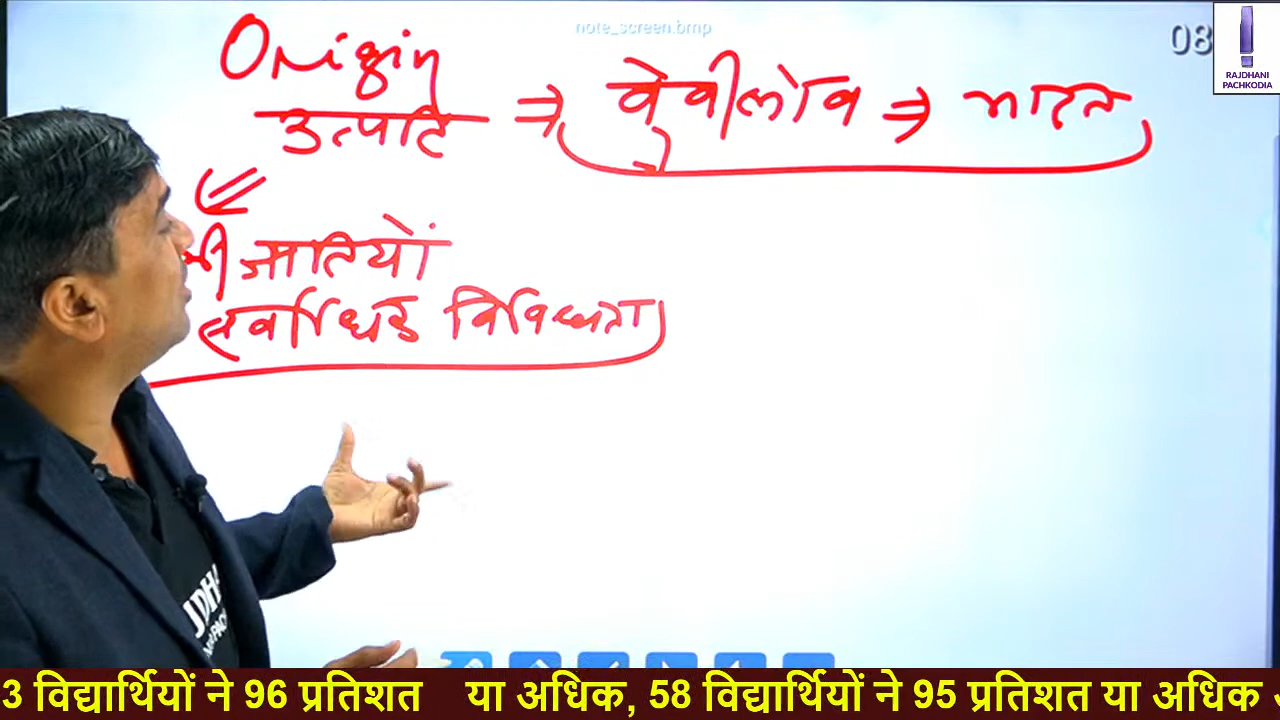 note_screen.bmp
08
RAJDHANI
PACHKODIA
Origin
उत्पति ⇒ वेवीलोव ⇒ भारत
की जातियों
सर्वाधिक विविधता
JDHA
3 विद्यार्थियों ने 96 प्रतिशत या अधिक, 58 विद्यार्थियों ने 95 प्रतिशत या अधिक